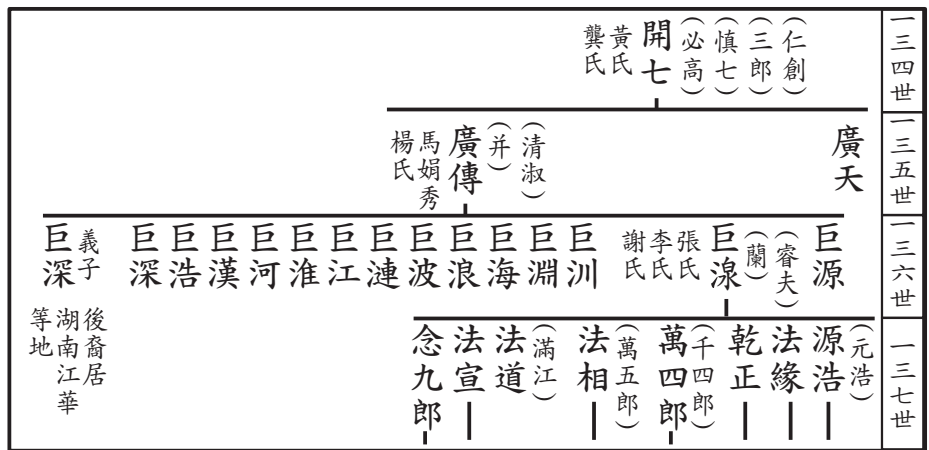 一三四世
（仁創）
（三郎）
（慎七）
（必高）
開七
黃氏
龔氏
一三五世
廣天
（清淑）
（并）
廣傳
馬娟秀
楊氏
一三六世
巨源
（睿夫）
（蘭）
巨湶
張氏
李氏
謝氏
巨汌
巨淵
巨海
巨浪
巨波
巨漣
巨江
巨淮
巨河
巨漢
巨浩
巨深
義子
巨深
後裔居
湖南江華
等地
一三七世
（元浩）
源浩
法緣
乾正
（千四郎）
萬四郎
（萬五郎）
法相
（滿江）
法道
法宣
念九郎